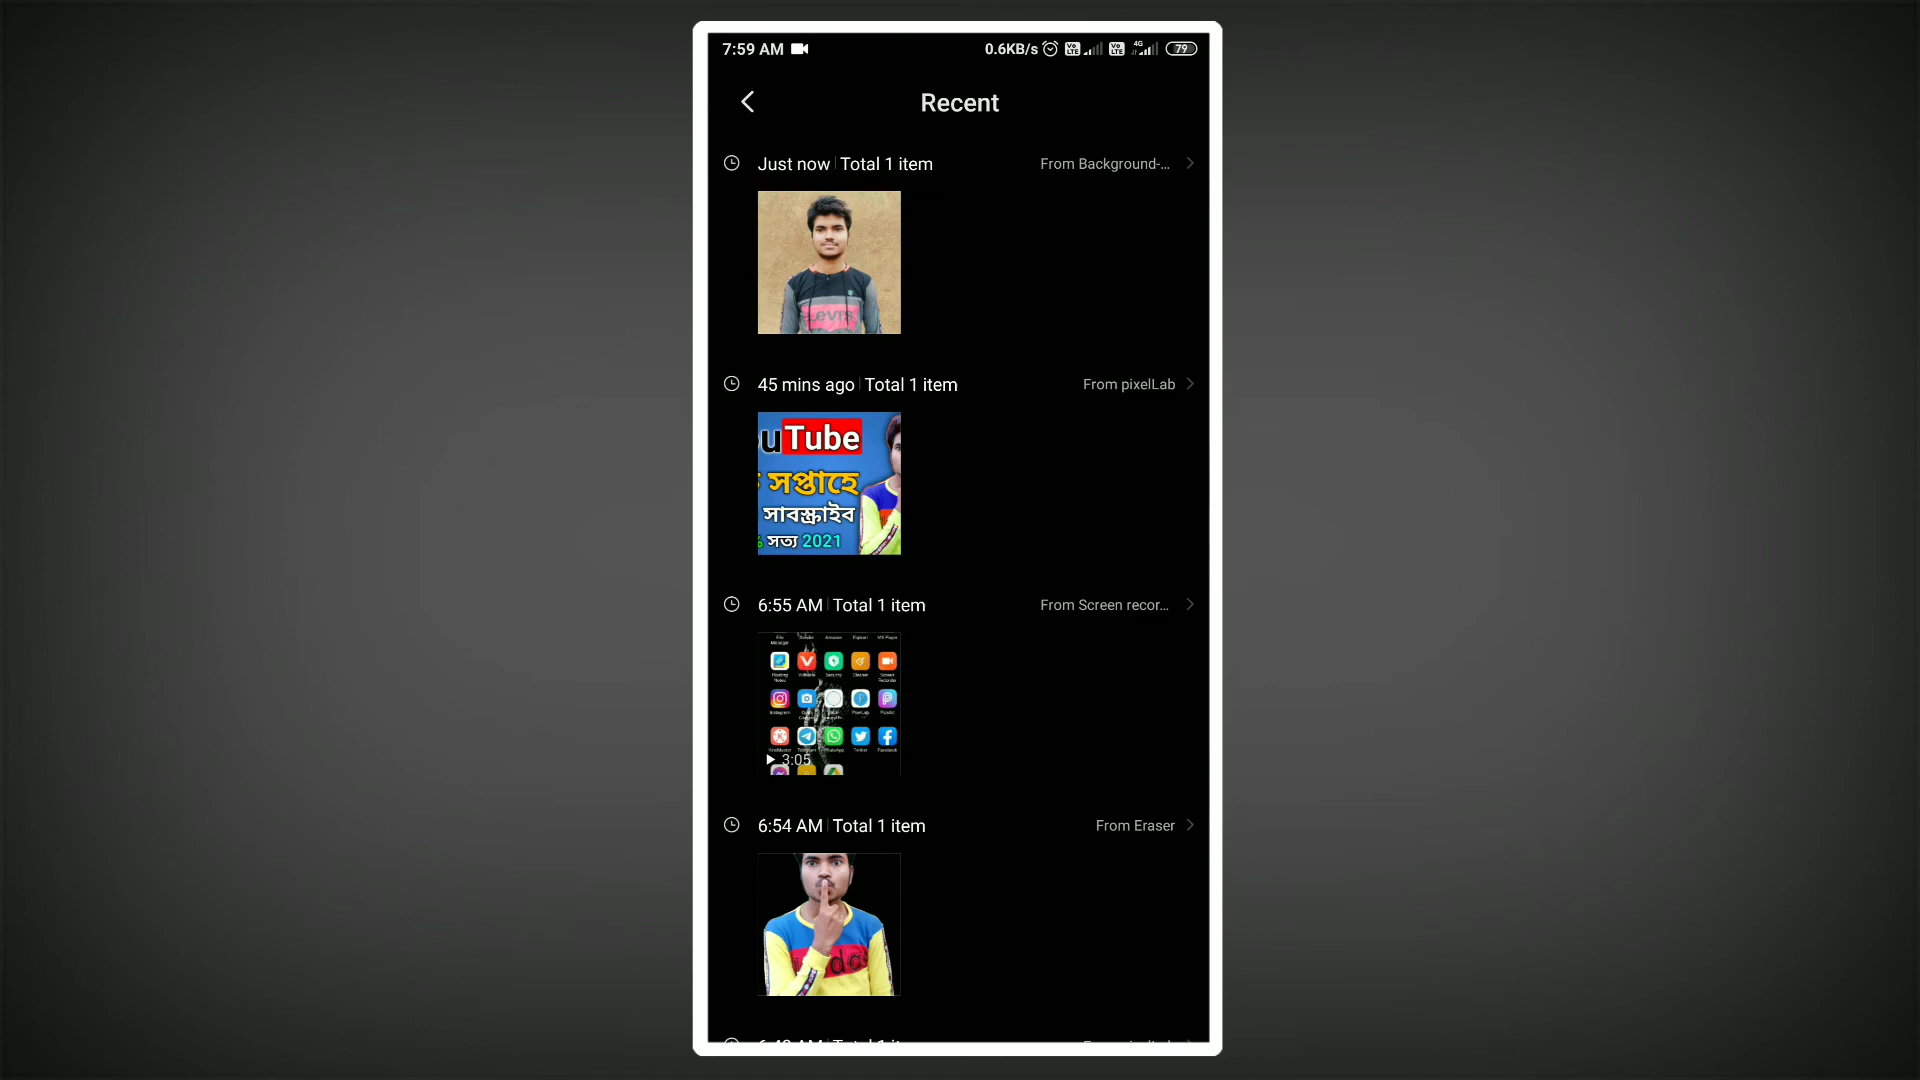 7:59 AM 0.6KB/s 4G 79
Recent
Just now Total 1 item From Background-...
Levi's
45 mins ago Total 1 item From pixelLab
uTube
সপ্তাহে
সাবস্ক্রাইব
% সত্য 2021
6:55 AM Total 1 item From Screen recor...
3:05
6:54 AM Total 1 item From Eraser